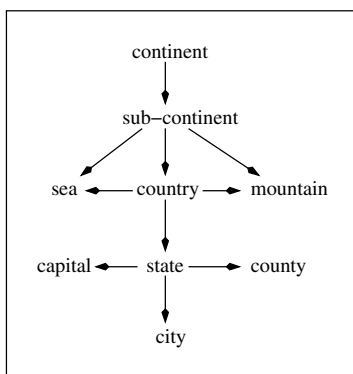 continent
sub–continent
sea country mountain
capital state county
city